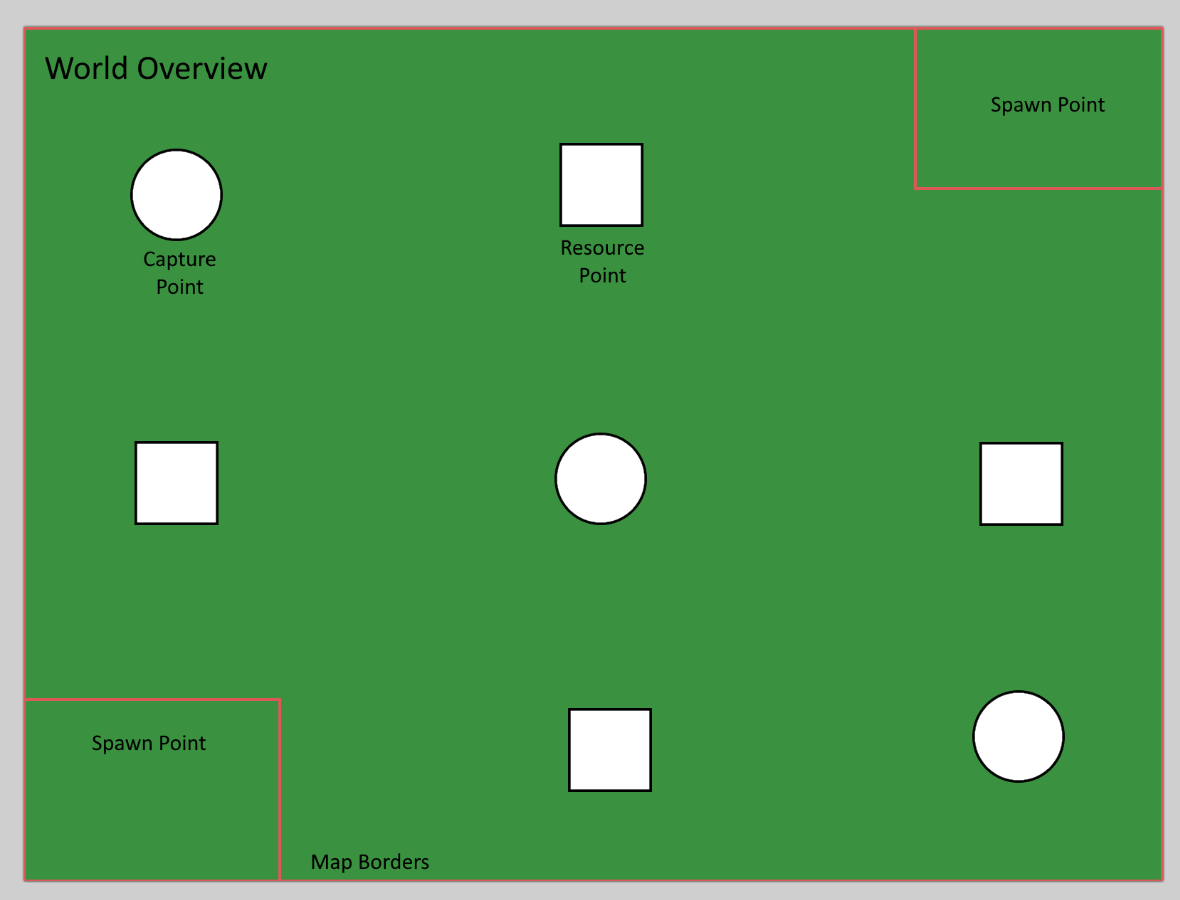 World Overview
Spawn Point
Capture
Point
Resource
Point
Spawn Point
Map Borders